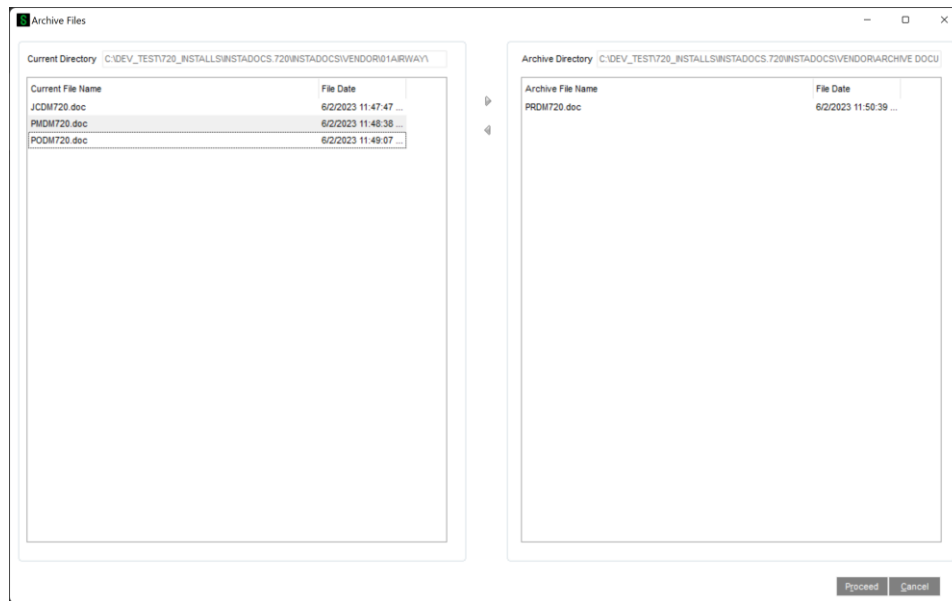 Archive Files
Current Directory C:\DEV_TEST\720_INSTALLS\INSTADOCS.720\INSTADOCS\VENDOR\01AIRWAY\
Archive Directory C:\DEV_TEST\720_INSTALLS\INSTADOCS.720\INSTADOCS\VENDOR\ARCHIVE DOCU
Current File Name File Date
JCDM720.doc 6/2/2023 11:47:47 ...
PMDM720.doc 6/2/2023 11:48:38 ...
PODM720.doc 6/2/2023 11:49:07 ...
Archive File Name File Date
PRDM720.doc 6/2/2023 11:50:39 ...
Proceed Cancel